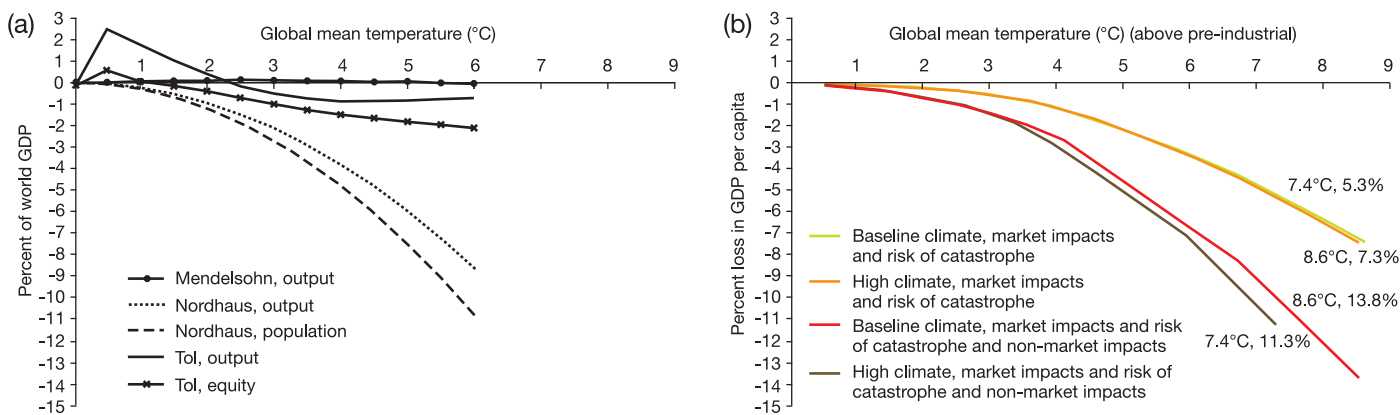 (a)
Global mean temperature (°C)
Percent of world GDP
3
2
1
0
-1
-2
-3
-4
-5
-6
-7
-8
-9
-10
-11
-12
-13
-14
-15
0 1 2 3 4 5 6 7 8 9
Mendelsohn, output
Nordhaus, output
Nordhaus, population
Tol, output
Tol, equity
(b)
Global mean temperature (°C) (above pre-industrial)
Percent loss in GDP per capita
3
2
1
0
-1
-2
-3
-4
-5
-6
-7
-8
-9
-10
-11
-12
-13
-14
-15
1 2 3 4 5 6 7 8 9
7.4°C, 5.3%
8.6°C, 7.3%
8.6°C, 13.8%
7.4°C, 11.3%
Baseline climate, market impacts
and risk of catastrophe
High climate, market impacts
and risk of catastrophe
Baseline climate, market impacts and risk
of catastrophe and non-market impacts
High climate, market impacts and risk of
catastrophe and non-market impacts